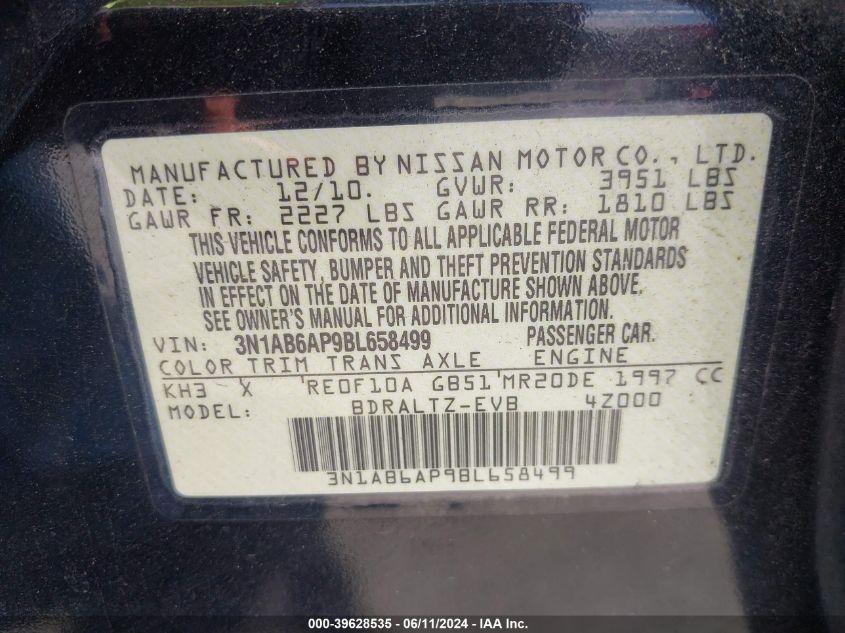 MANUFACTURED BY NISSAN MOTOR CO., LTD.
DATE: 12/10. GVWR: 3951 LBS
GAWR FR: 2227 LBS GAWR RR: 1810 LBS
THIS VEHICLE CONFORMS TO ALL APPLICABLE FEDERAL MOTOR
VEHICLE SAFETY, BUMPER AND THEFT PREVENTION STANDARDS
IN EFFECT ON THE DATE OF MANUFACTURE SHOWN ABOVE.
SEE OWNER'S MANUAL FOR ADDITIONAL INFORMATION.
VIN: 3N1AB6AP9BL658499 PASSENGER CAR.
COLOR TRIM TRANS AXLE ENGINE
KH3 X RE0F10A GB51 MR20DE 1997 CC
MODEL: BDRALTZ-EVB 4Z000
3N1AB6AP9BL658499
000-39628535 - 06/11/2024 - IAA Inc.